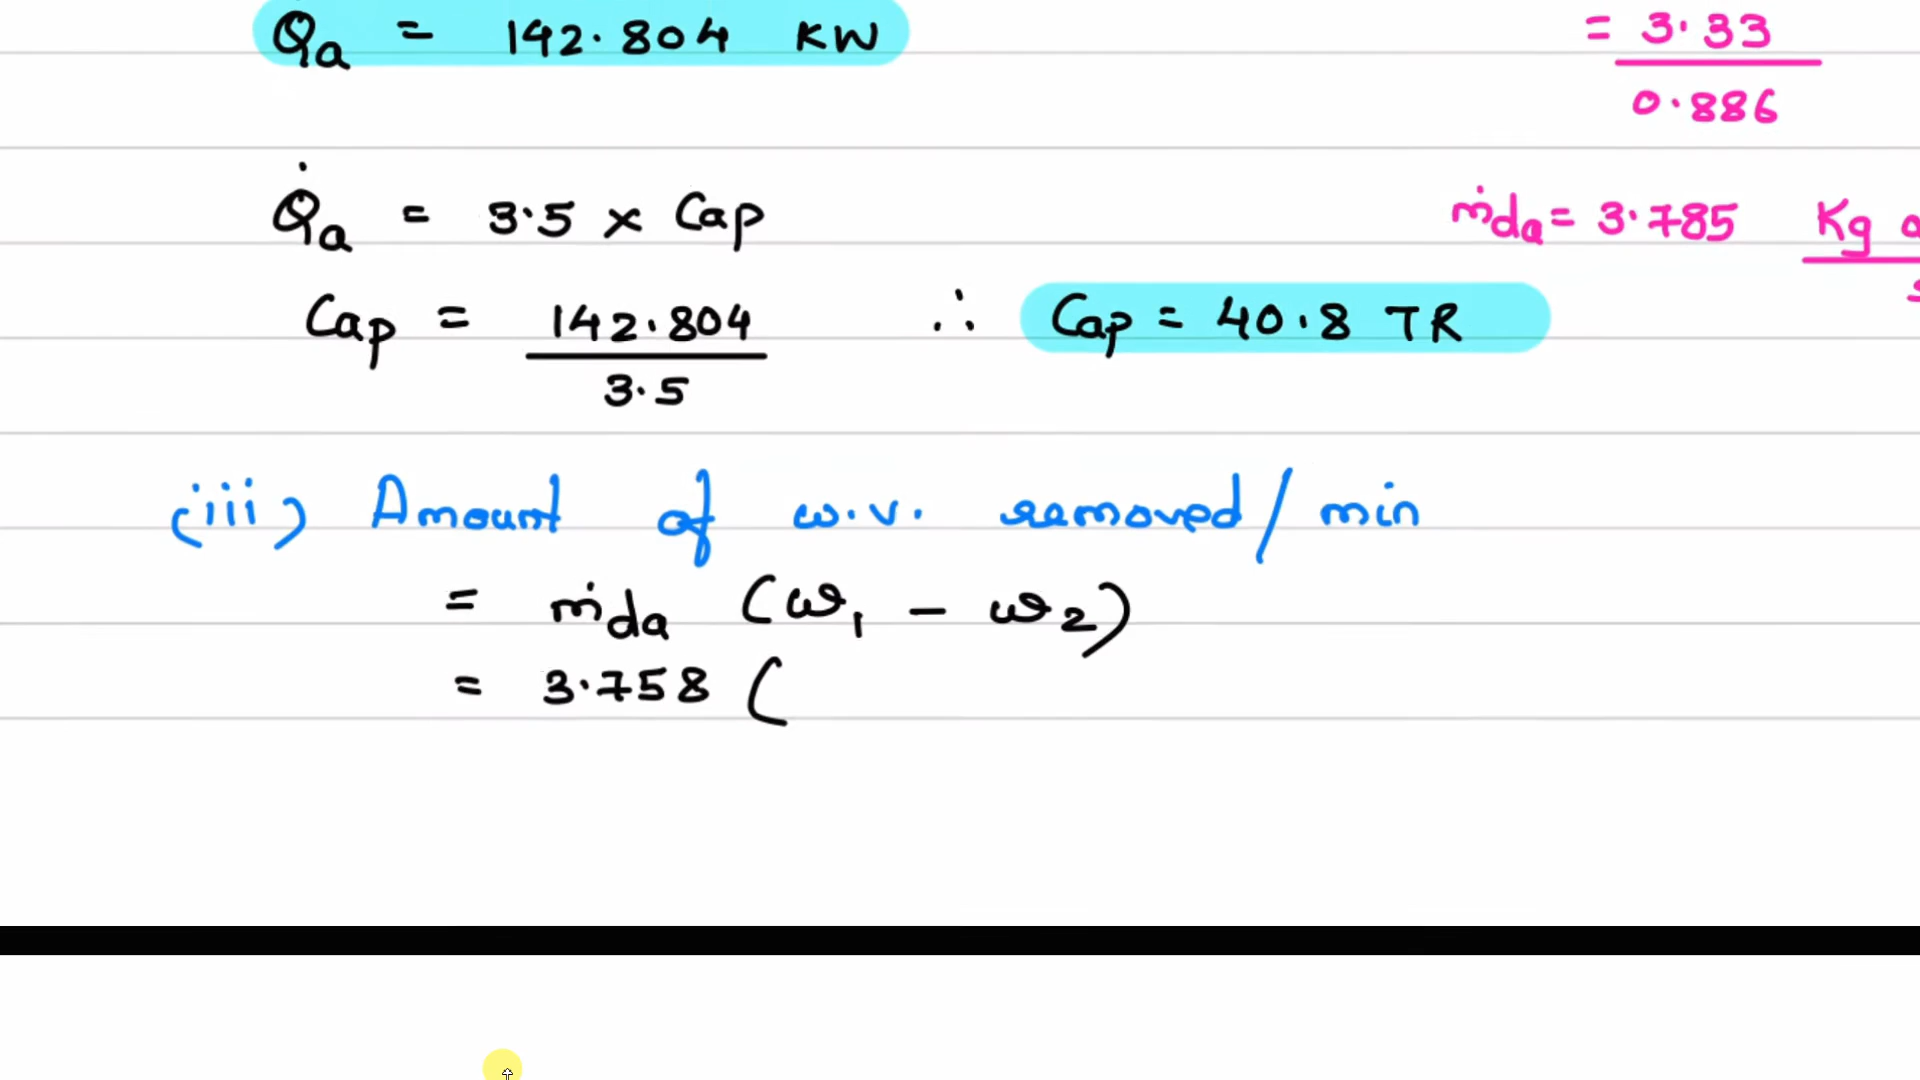 Q̇a = 142.804 KW
= 3.33
0.886
Q̇a = 3.5 × Cap
ṁda = 3.785 Kg
Cap = 142.804
3.5
∴ Cap = 40.8 TR
(iii) Amount of w.v. removed/min
= ṁda (ω1 - ω2)
= 3.758 (